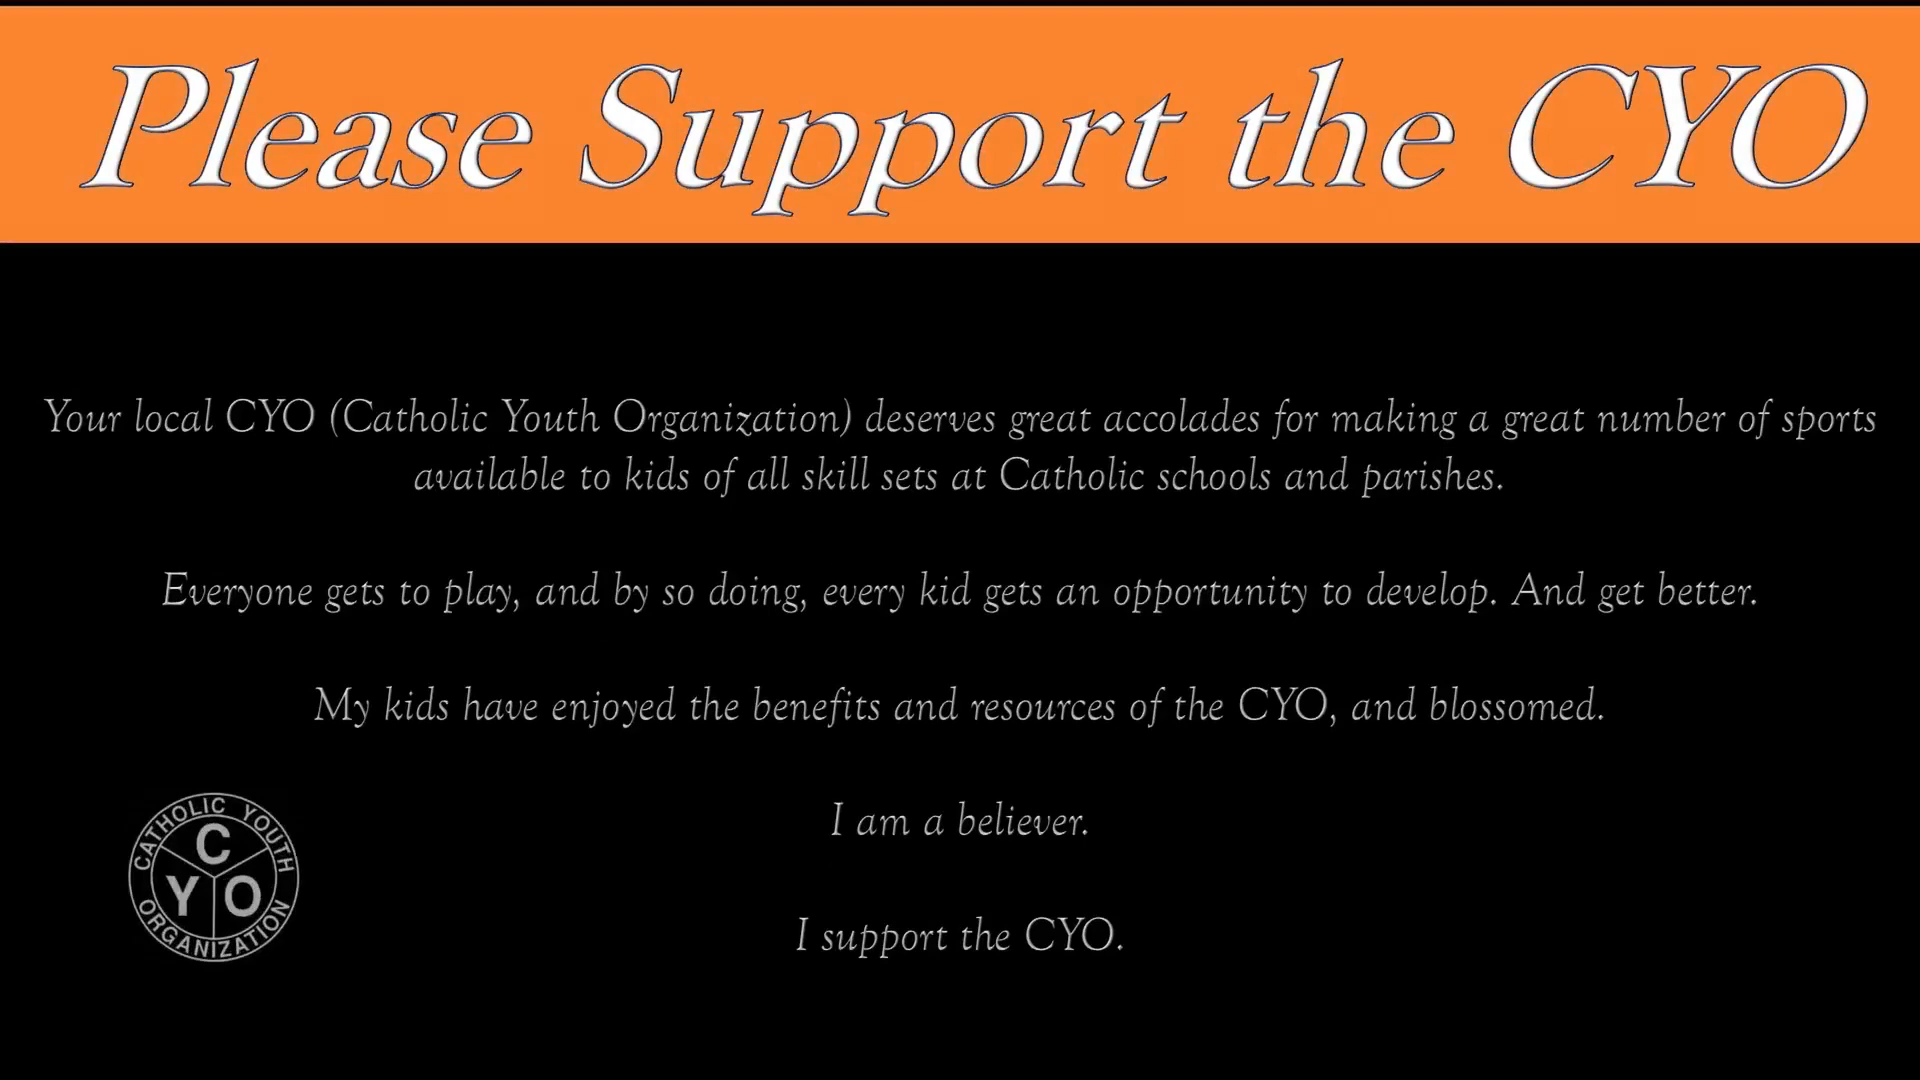 Please Support the CYO
Your local CYO (Catholic Youth Organization) deserves great accolades for making a great number of sports
available to kids of all skill sets at Catholic schools and parishes.
Everyone gets to play, and by so doing, every kid gets an opportunity to develop. And get better.
My kids have enjoyed the benefits and resources of the CYO, and blossomed.
I am a believer.
I support the CYO.
CATHOLIC YOUTH
C
Y O
ORGANIZATION